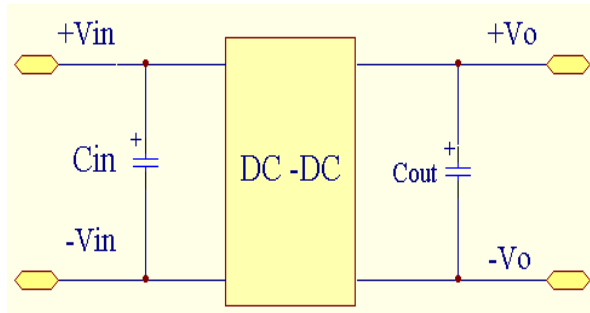 +Vin
+Vo
+
Cin
DC -DC
+
Cout
-Vin
-Vo